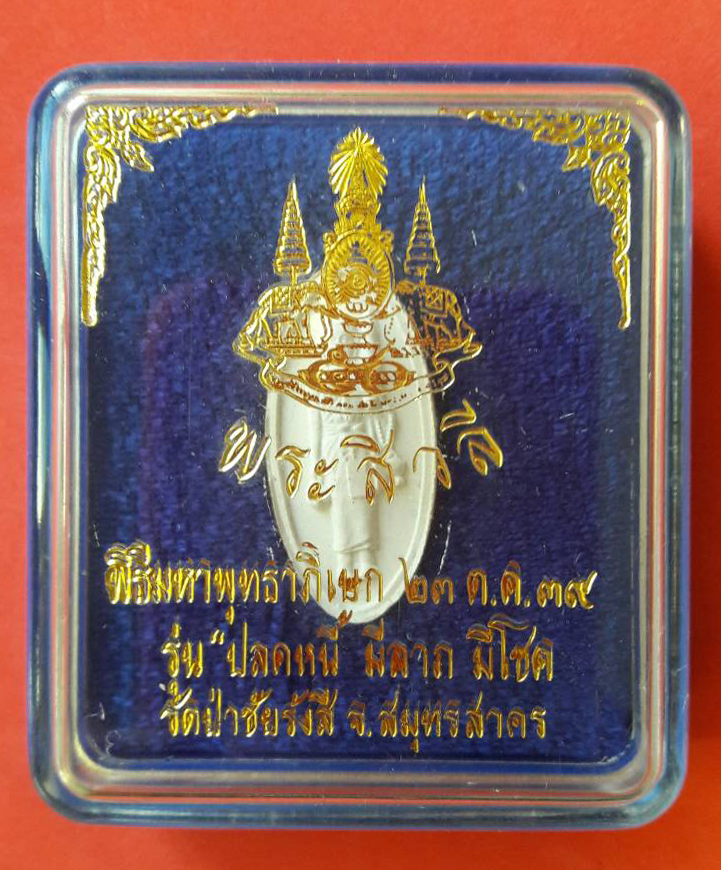 พระสิวลี
พิธีมหาพุทธาภิเษก ๒๓ ต.ค.๓๙
รุ่น "ปลดหนี้" มีลาภ มีโชค
วัดป่าชัยรังสี จ.สมุทรสาคร